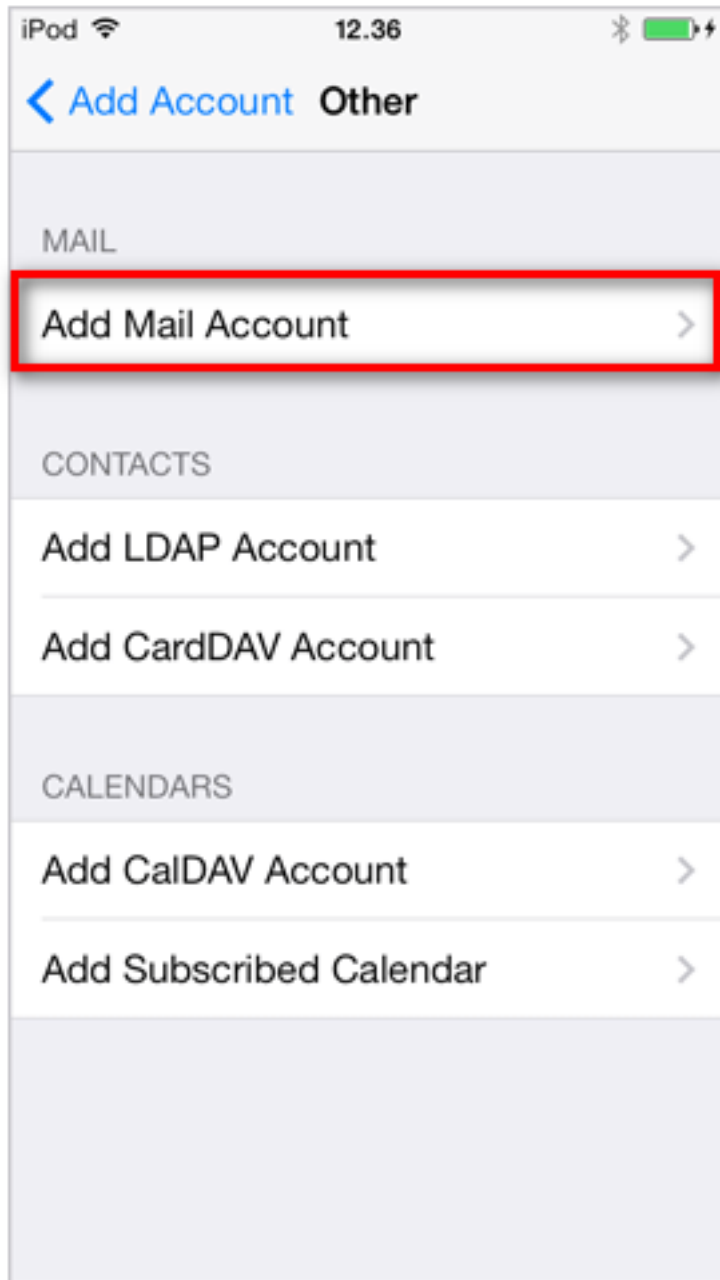 iPod 12.36
Add Account Other
MAIL
Add Mail Account
CONTACTS
Add LDAP Account
Add CardDAV Account
CALENDARS
Add CalDAV Account
Add Subscribed Calendar